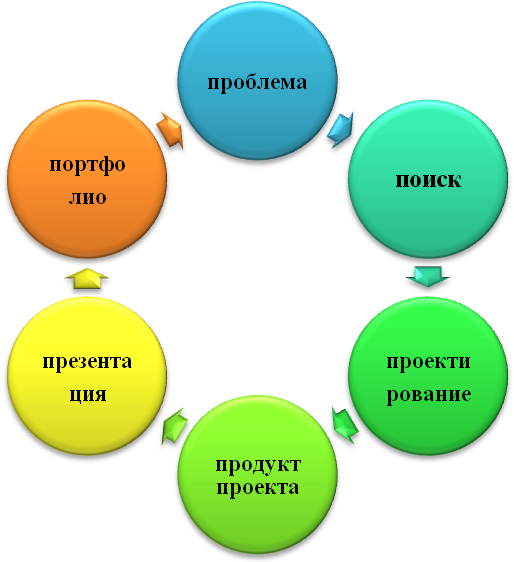 проблема
поиск
проекти
рование
продукт
проекта
презента
ция
портфо
лио